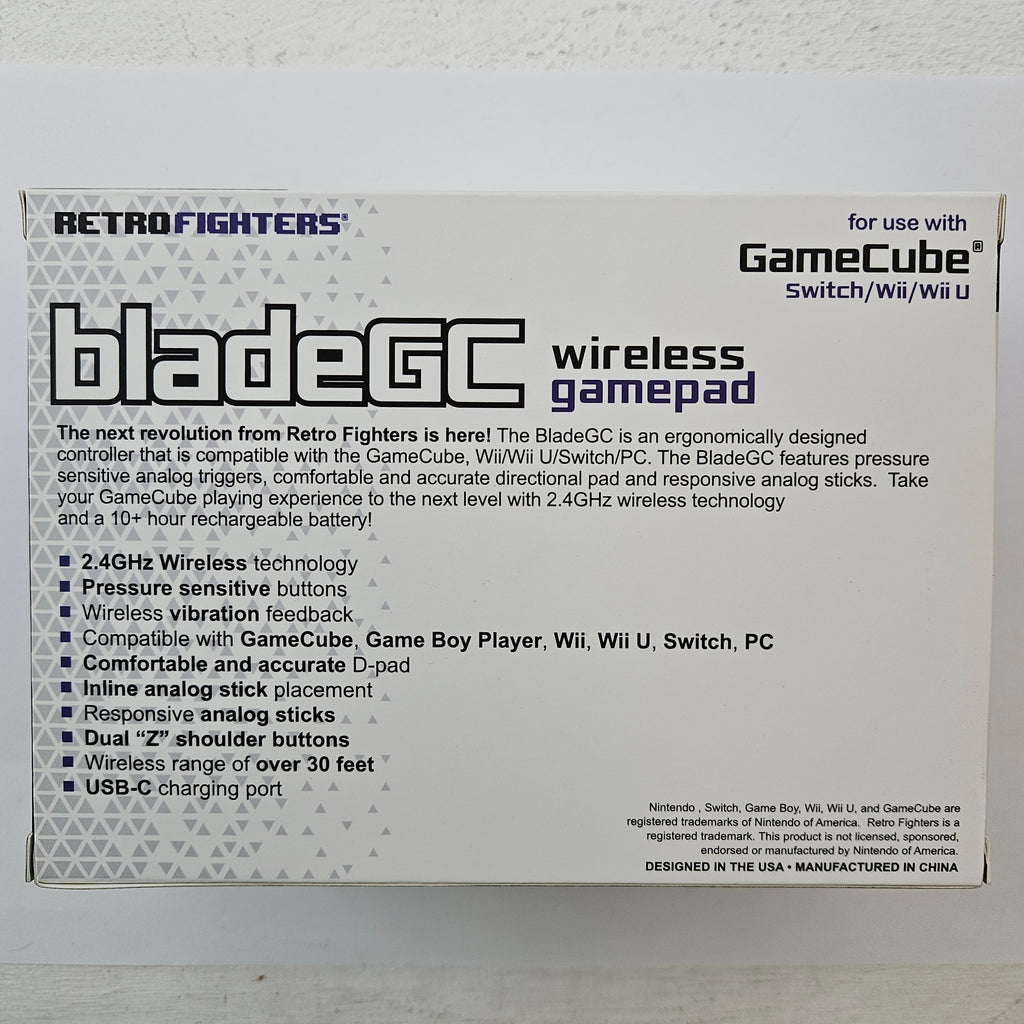 RETROFIGHTERS®
for use with
GameCube®
Switch/Wii/Wii U
bladeGC
wireless
gamepad
The next revolution from Retro Fighters is here! The BladeGC is an ergonomically designed
controller that is compatible with the GameCube, Wii/Wii U/Switch/PC. The BladeGC features pressure
sensitive analog triggers, comfortable and accurate directional pad and responsive analog sticks. Take
your GameCube playing experience to the next level with 2.4GHz wireless technology
and a 10+ hour rechargeable battery!
■ 2.4GHz Wireless technology
■ Pressure sensitive buttons
■ Wireless vibration feedback
■ Compatible with GameCube, Game Boy Player, Wii, Wii U, Switch, PC
■ Comfortable and accurate D-pad
■ Inline analog stick placement
■ Responsive analog sticks
■ Dual “Z” shoulder buttons
■ Wireless range of over 30 feet
■ USB-C charging port
Nintendo , Switch, Game Boy, Wii, Wii U, and GameCube are
registered trademarks of Nintendo of America. Retro Fighters is a
registered trademark. This product is not licensed, sponsored,
endorsed or manufactured by Nintendo of America.
DESIGNED IN THE USA • MANUFACTURED IN CHINA